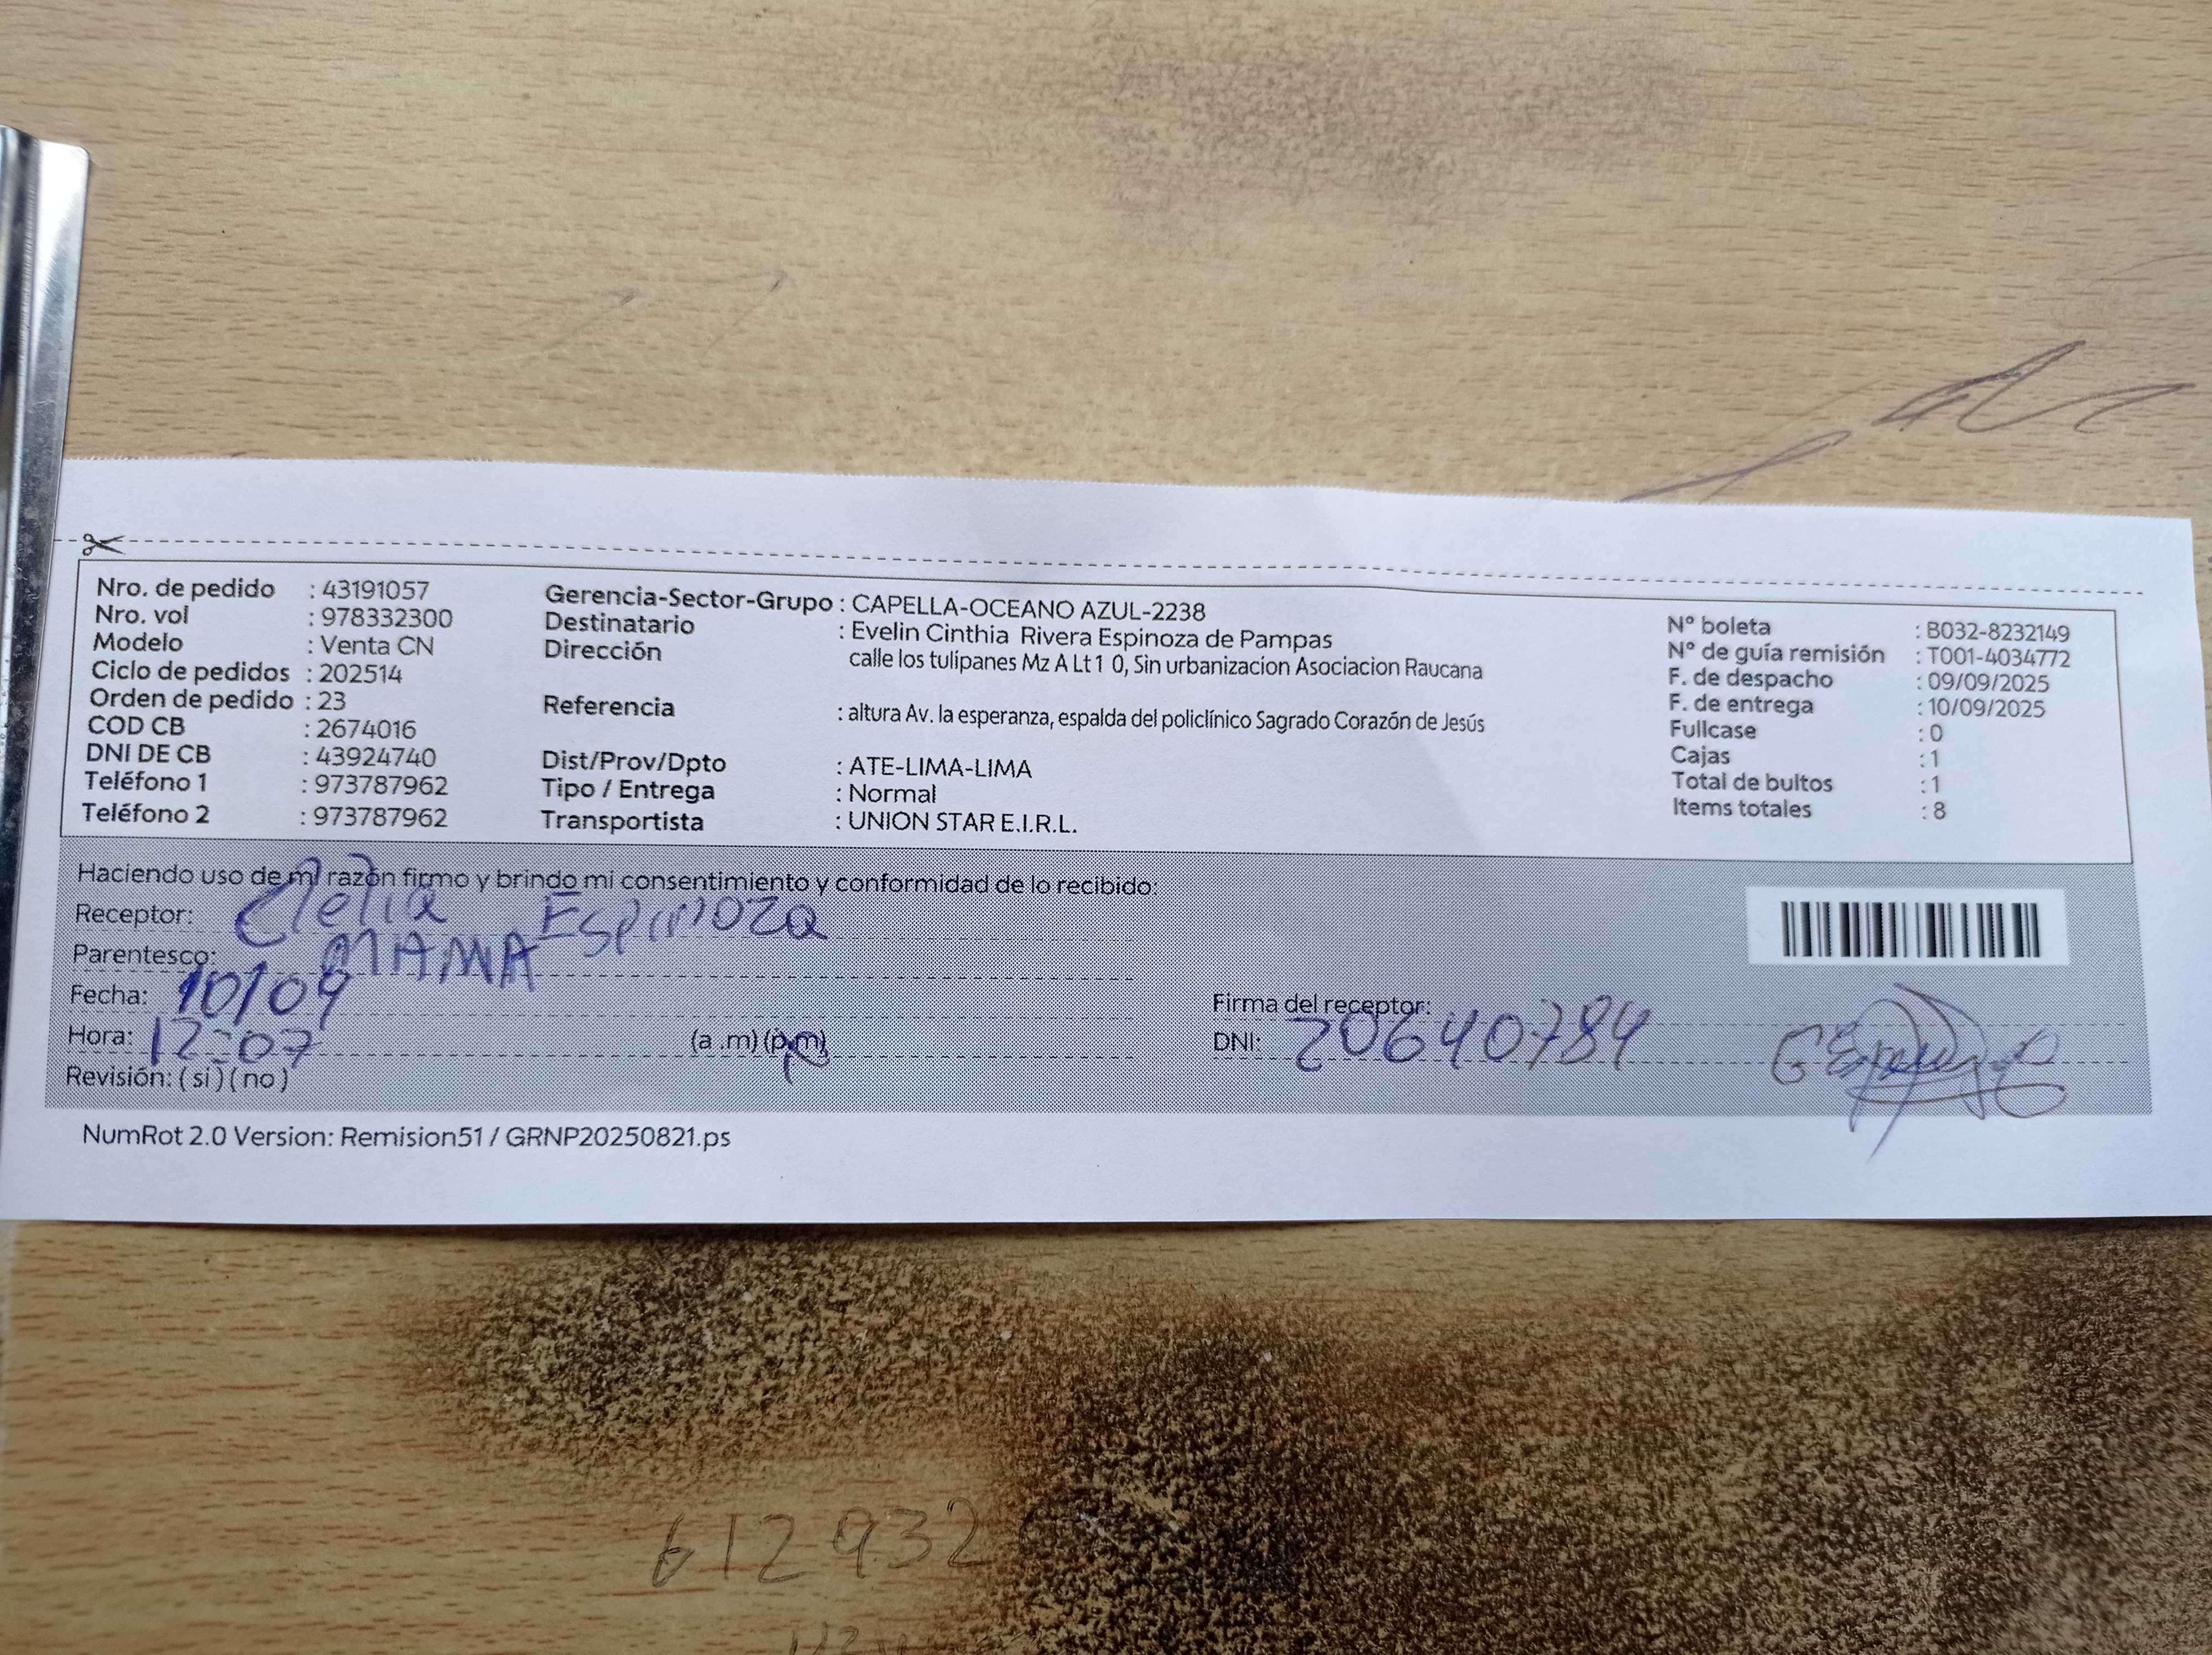 Nro. de pedido : 43191057
Nro. vol : 978332300
Modelo : Venta CN
Ciclo de pedidos : 202514
Orden de pedido : 23
COD CB : 2674016
DNI DE CB : 43924740
Teléfono 1 : 973787962
Teléfono 2 : 973787962
Gerencia-Sector-Grupo : CAPELLA-OCEANO AZUL-2238
Destinatario : Evelin Cinthia Rivera Espinoza de Pampas
Dirección calle los tulipanes Mz A Lt 1 0, Sin urbanizacion Asociacion Raucana
Referencia : altura Av. la esperanza, espalda del policlínico Sagrado Corazón de Jesús
Dist/Prov/Dpto : ATE-LIMA-LIMA
Tipo / Entrega : Normal
Transportista : UNION STAR E.I.R.L.
N° boleta : B032-8232149
N° de guía remisión : T001-4034772
F. de despacho : 09/09/2025
F. de entrega : 10/09/2025
Fullcase : 0
Cajas : 1
Total de bultos : 1
Items totales : 8
Haciendo uso de mi razón firmo y brindo mi consentimiento y conformidad de lo recibido:
Receptor: Clelia Espinoza
Parentesco: MAMA
Fecha: 10/09
Hora: 12:07 (a .m) (p.m)
Revisión: ( si ) ( no )
Firma del receptor:
DNI: 20640784
NumRot 2.0 Version: Remision51 / GRNP20250821.ps
612932